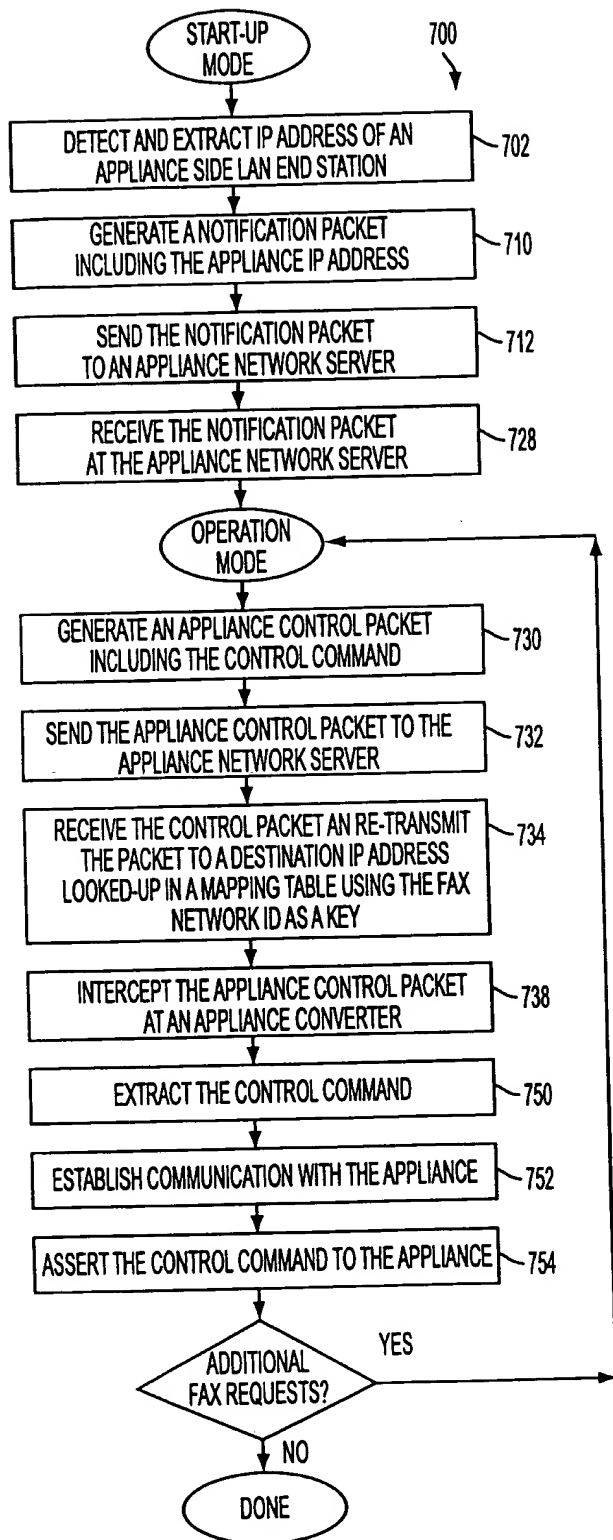 START-UP
MODE
700
DETECT AND EXTRACT IP ADDRESS OF AN
APPLIANCE SIDE LAN END STATION
702
GENERATE A NOTIFICATION PACKET
INCLUDING THE APPLIANCE IP ADDRESS
710
SEND THE NOTIFICATION PACKET
TO AN APPLIANCE NETWORK SERVER
712
RECEIVE THE NOTIFICATION PACKET
AT THE APPLIANCE NETWORK SERVER
728
OPERATION
MODE
GENERATE AN APPLIANCE CONTROL PACKET
INCLUDING THE CONTROL COMMAND
730
SEND THE APPLIANCE CONTROL PACKET TO THE
APPLIANCE NETWORK SERVER
732
RECEIVE THE CONTROL PACKET AN RE-TRANSMIT
THE PACKET TO A DESTINATION IP ADDRESS
LOOKED-UP IN A MAPPING TABLE USING THE FAX
NETWORK ID AS A KEY
734
INTERCEPT THE APPLIANCE CONTROL PACKET
AT AN APPLIANCE CONVERTER
738
EXTRACT THE CONTROL COMMAND
750
ESTABLISH COMMUNICATION WITH THE APPLIANCE
752
ASSERT THE CONTROL COMMAND TO THE APPLIANCE
754
ADDITIONAL
FAX REQUESTS?
YES
NO
DONE